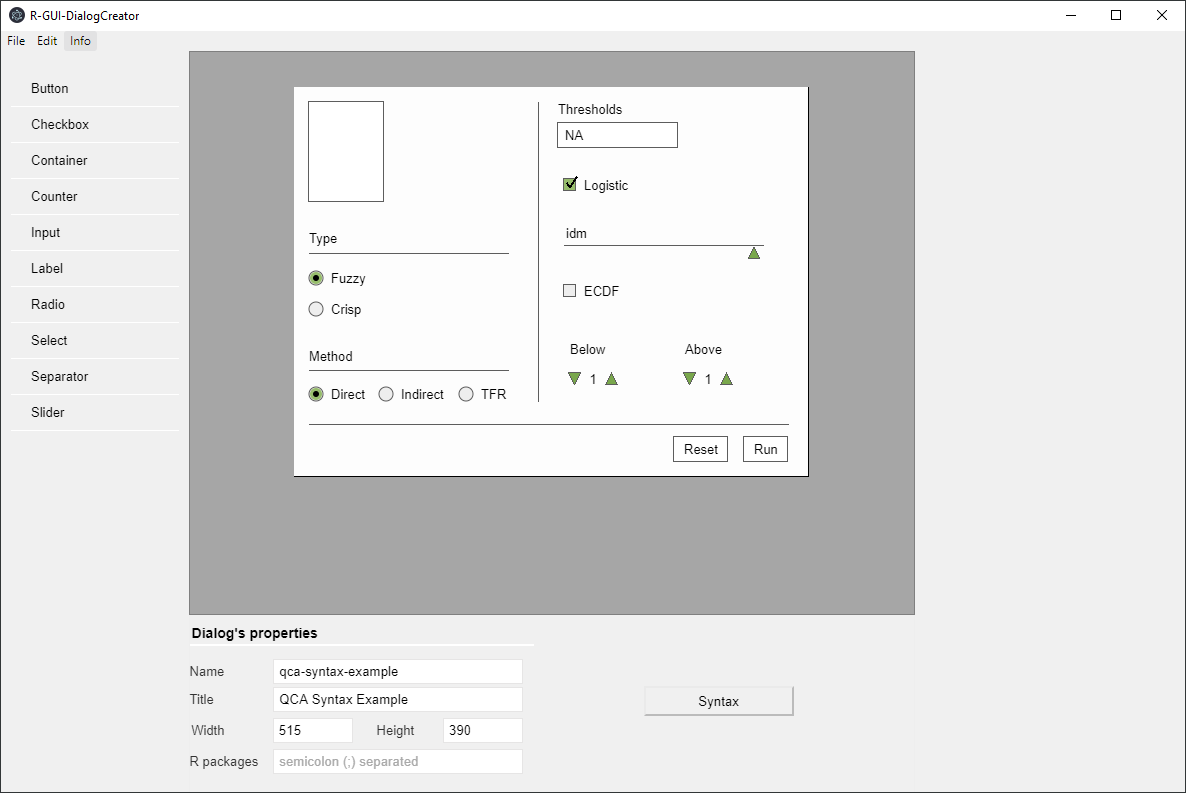 R-GUI-DialogCreator
File Edit Info
Button
Checkbox
Container
Counter
Input
Label
Radio
Select
Separator
Slider
Type
Fuzzy
Crisp
Method
Direct Indirect TFR
Thresholds
NA
Logistic
idm
ECDF
Below Above
1 1
Reset Run
Dialog's properties
Name qca-syntax-example
Title QCA Syntax Example
Width 515 Height 390
R packages semicolon (;) separated
Syntax